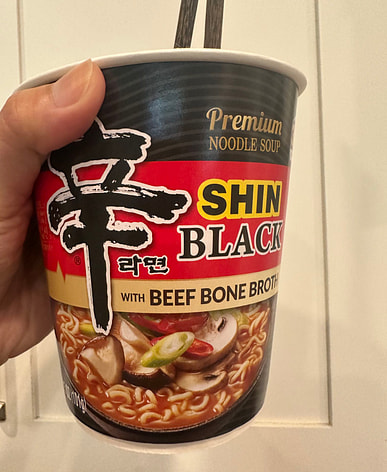 Premium
NOODLE SOUP
辛
®
SHIN
BLACK
라면
WITH BEEF BONE BROTH